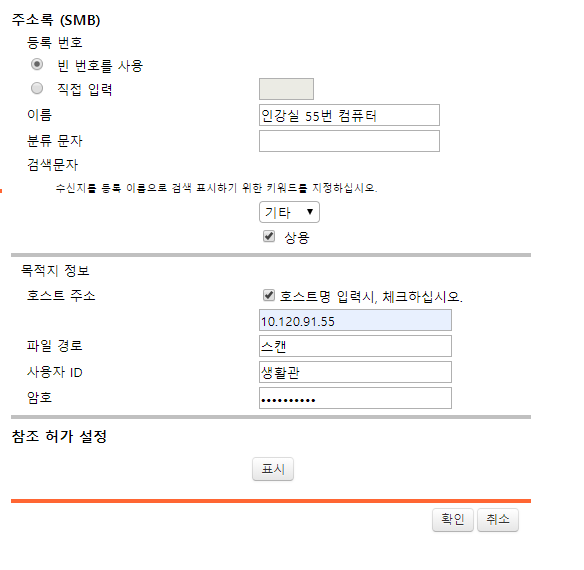 주소록 (SMB)
등록 번호
빈 번호를 사용
직접 입력
이름 인강실 55번 컴퓨터
분류 문자
검색문자
수신지를 등록 이름으로 검색 표시하기 위한 키워드를 지정하십시오.
기타 ▼
상용
목적지 정보
호스트 주소 호스트명 입력시, 체크하십시오.
10.120.91.55
파일 경로 스캔
사용자 ID 생활관
암호 ••••••••••
참조 허가 설정
표시
확인 취소